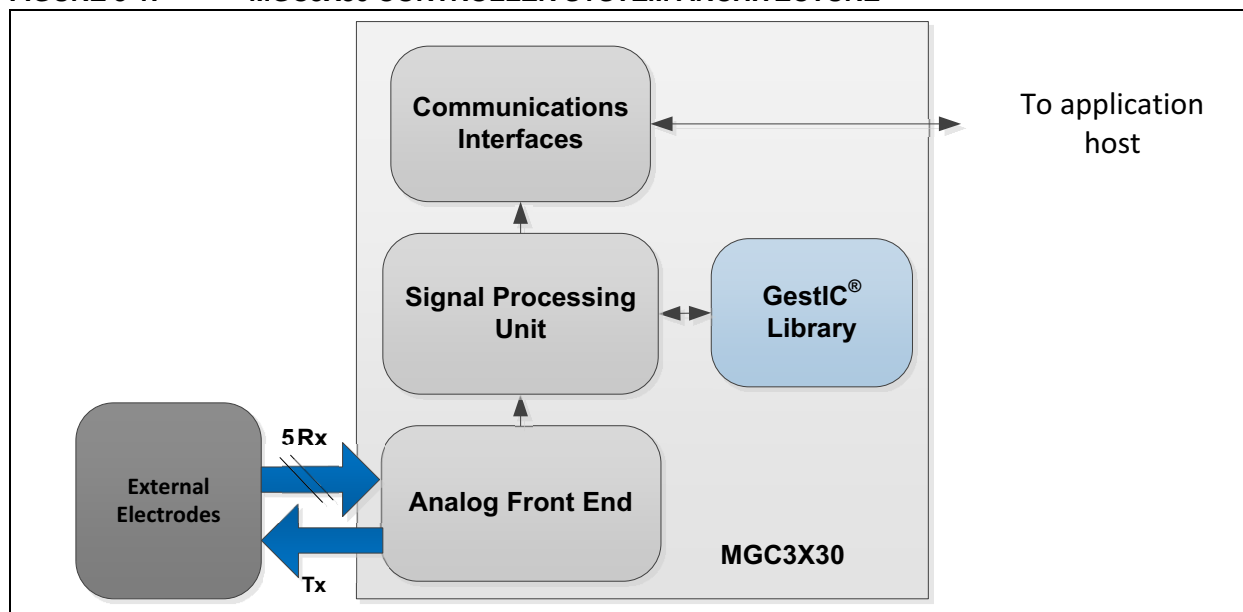 Communications
Interfaces
To application
host
Signal Processing
Unit
GestIC®
Library
5Rx
External
Electrodes
Analog Front End
Tx
MGC3X30